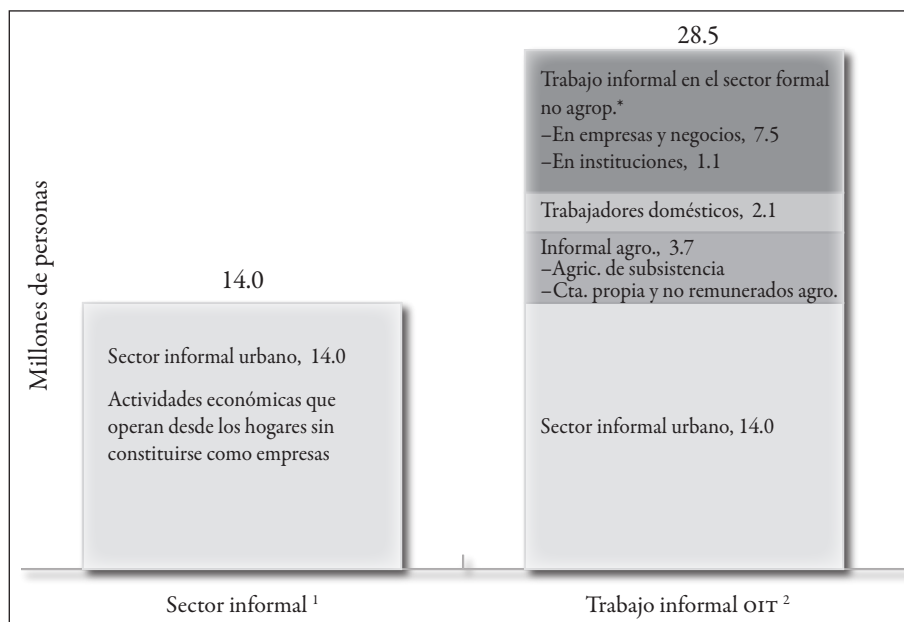 28.5
Trabajo informal en el sector formal
no agrop.*
–En empresas y negocios, 7.5
–En instituciones, 1.1
Trabajadores domésticos, 2.1
Informal agro., 3.7
–Agric. de subsistencia
–Cta. propia y no remunerados agro.
Sector informal urbano, 14.0
Millones de personas
14.0
Sector informal urbano, 14.0
Actividades económicas que
operan desde los hogares sin
constituirse como empresas
Sector informal ¹
Trabajo informal OIT ²